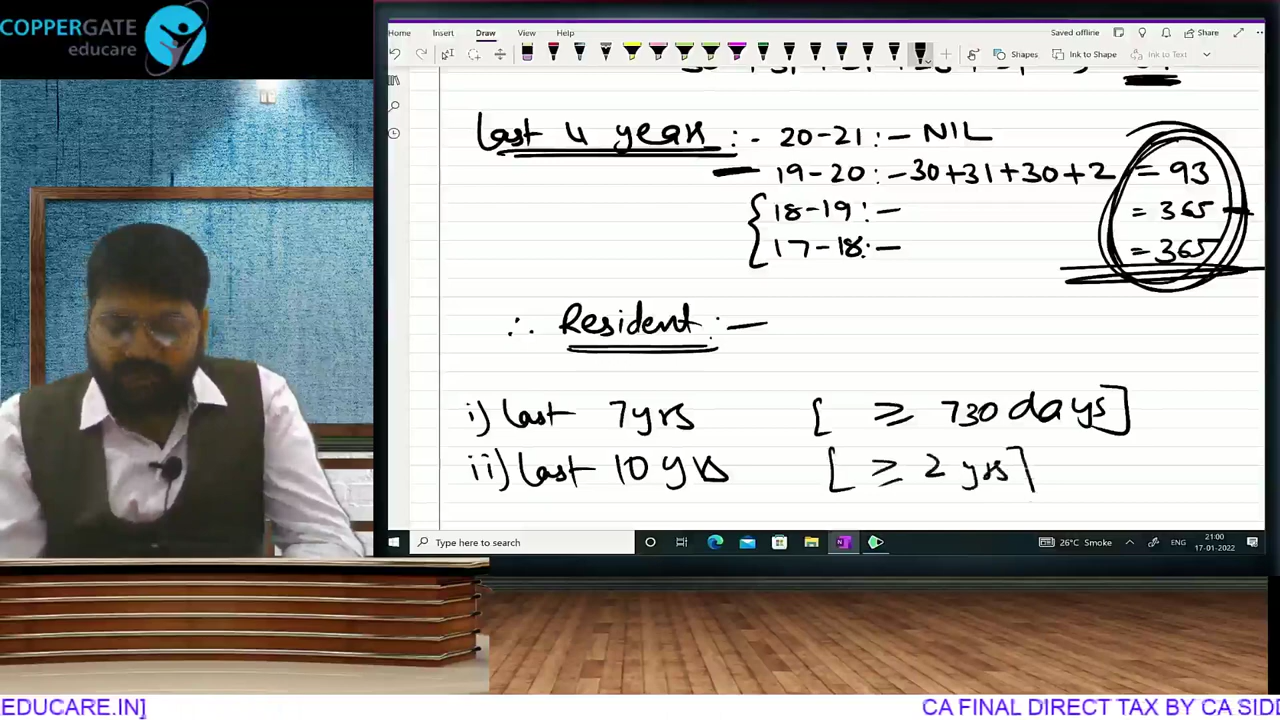 COPPERGATE
educare
Home Insert Draw View Help
Saved offline
Share
Shapes
Ink to Shape
Ink to Text
last 4 year :- 20-21:- NIL
19-20:- 30+31+30+2 = 93
18-19:- = 365
17-18:- = 365
∴ Resident:-
i) last 7yrs [ ≥ 730 days]
ii) last 10 yrs [ ≥ 2 yrs]
Type here to search
26°C Smoke
ENG
21:00
17-01-2022
EDUCARE.IN]
CA FINAL DIRECT TAX BY CA SIDD